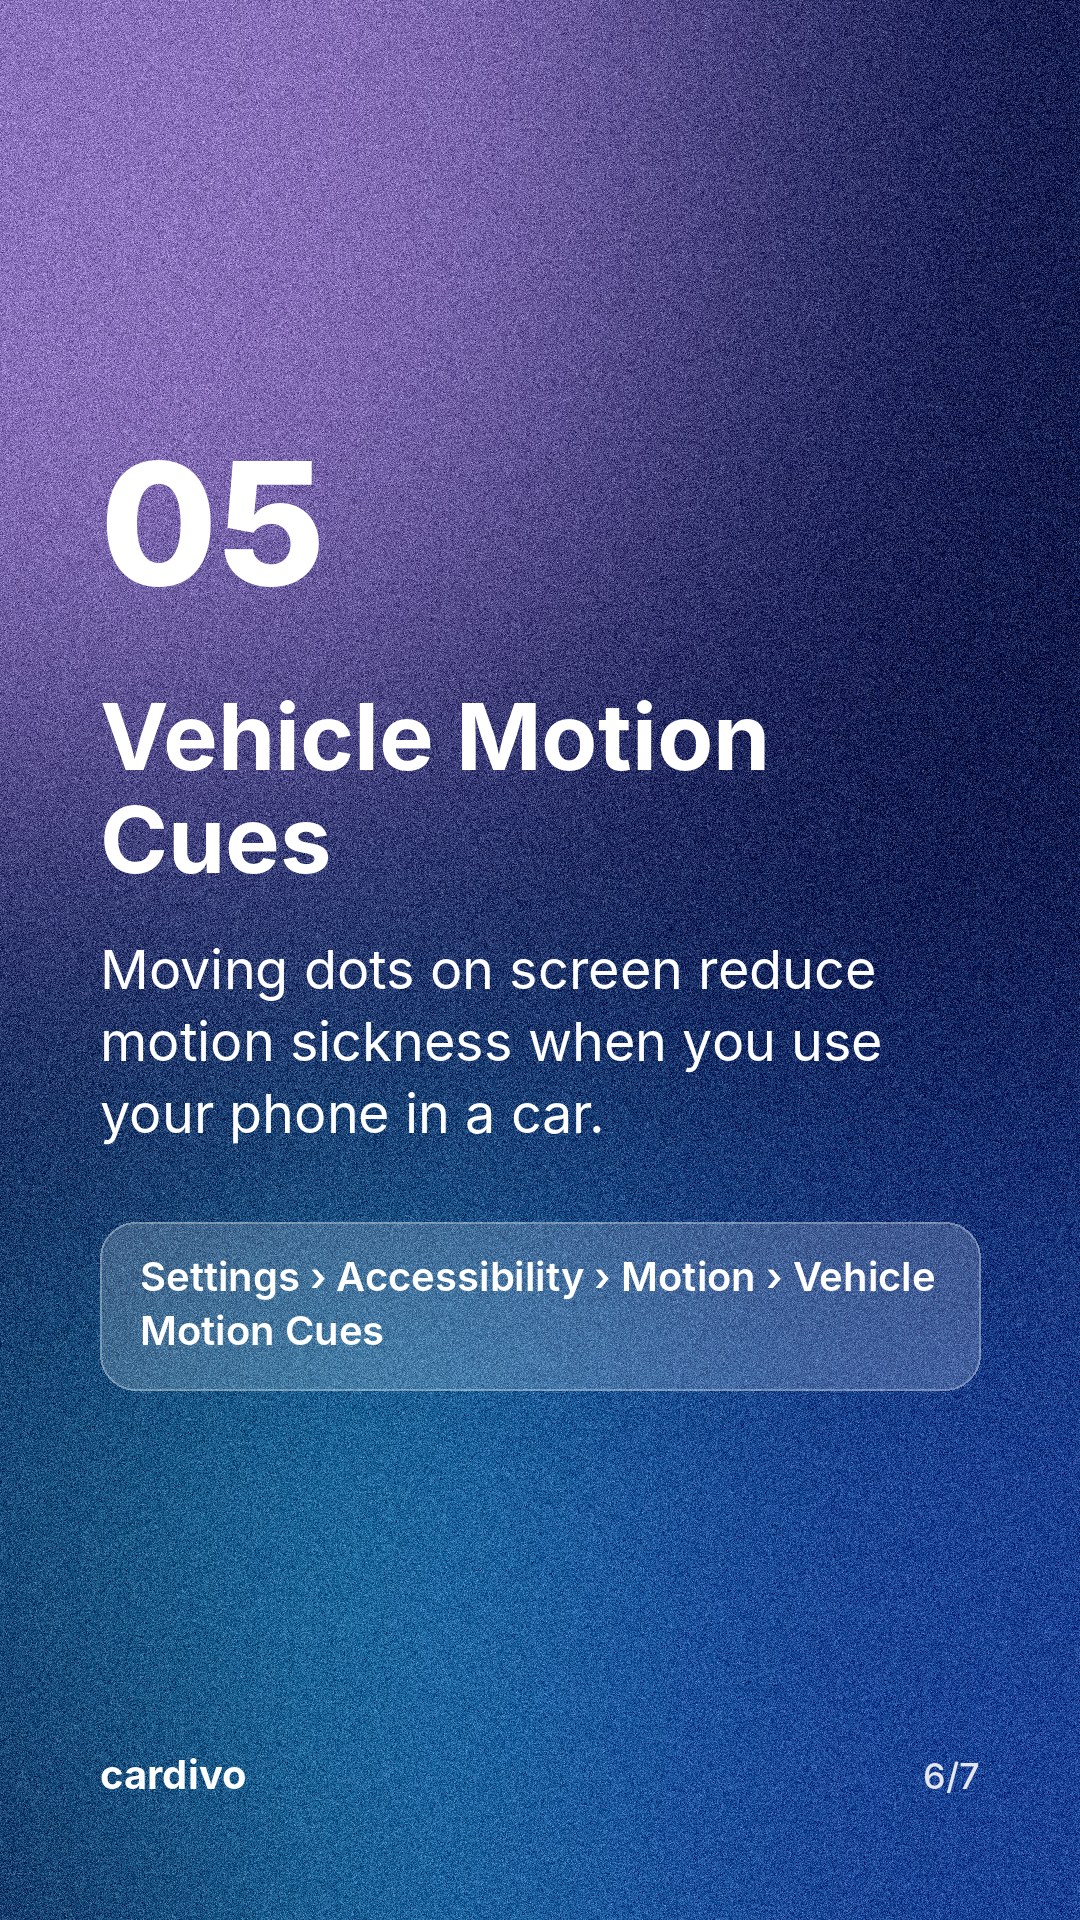 05
Vehicle Motion
Cues
Moving dots on screen reduce
motion sickness when you use
your phone in a car.
Settings › Accessibility › Motion › Vehicle
Motion Cues
cardivo
6/7